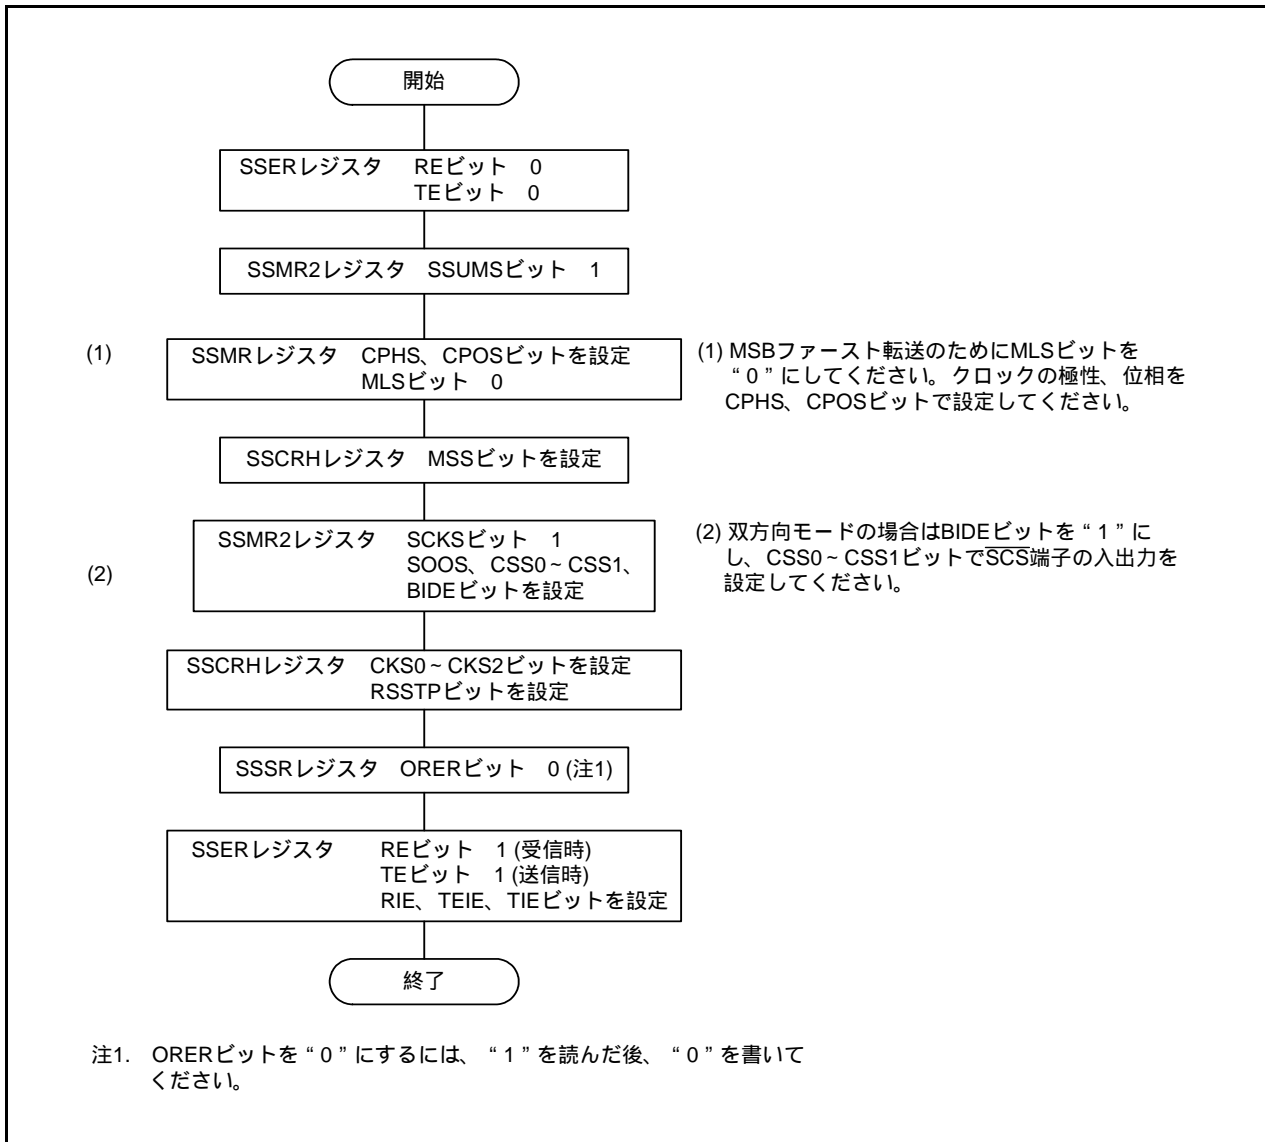 開始
SSERレジスタ REビット 0
TEビット 0
SSMR2レジスタ SSUMSビット 1
(1)
SSMRレジスタ CPHS、CPOSビットを設定
MLSビット 0
(1) MSBファースト転送のためにMLSビットを
“0”にしてください。クロックの極性、位相を
CPHS、CPOSビットで設定してください。
SSCRHレジスタ MSSビットを設定
(2)
SSMR2レジスタ SCKSビット 1
SOOS、CSS0~CSS1、
BIDEビットを設定
(2) 双方向モードの場合はBIDEビットを“1”に
し、CSS0~CSS1ビットでSCS端子の入出力を
設定してください。
SSCRHレジスタ CKS0~CKS2ビットを設定
RSSTPビットを設定
SSSRレジスタ ORERビット 0 (注1)
SSERレジスタ REビット 1 (受信時)
TEビット 1 (送信時)
RIE、TEIE、TIEビットを設定
終了
注1. ORERビットを“0”にするには、“1”を読んだ後、“0”を書いて
ください。